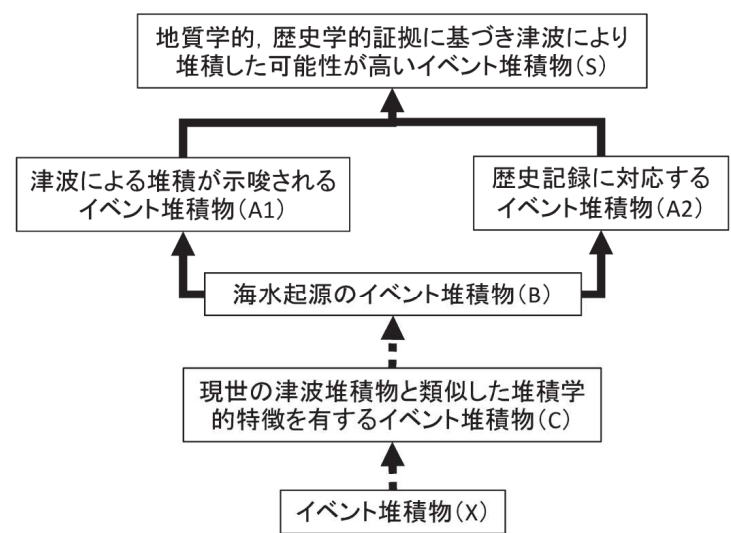 地質学的，歴史学的証拠に基づき津波により
堆積した可能性が高いイベント堆積物（S）
津波による堆積が示唆される
イベント堆積物（A1）
歴史記録に対応する
イベント堆積物（A2）
海水起源のイベント堆積物（B）
現世の津波堆積物と類似した堆積学
的特徴を有するイベント堆積物（C）
イベント堆積物（X）